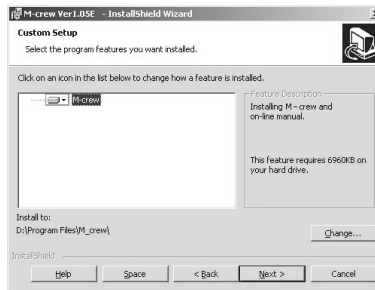 M-crew Ver1.05E - InstallShield Wizard
Custom Setup
Select the program features you want installed.
Click on an icon in the list below to change how a feature is installed.
M-crew
Feature Description
Installing M-crew and
on-line manual.
This feature requires 6960KB on
your hard drive.
Install to:
D:\Program Files\M_crew\
Change...
InstallShield
Help
Space
< Back
Next >
Cancel